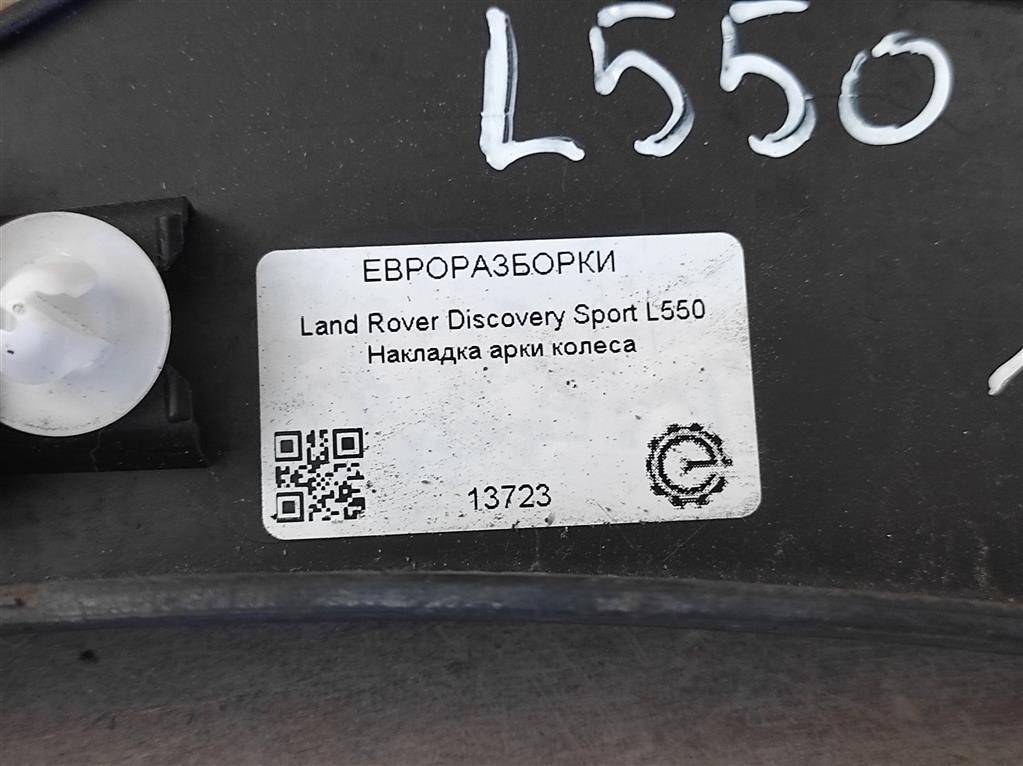 L550
ЕВРОРАЗБОРКИ
Land Rover Discovery Sport L550
Накладка арки колеса
13723